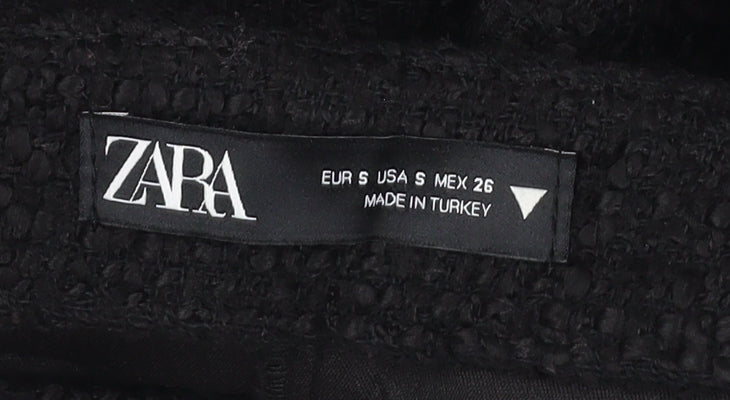 ZARA
EUR S USA S MEX 26
MADE IN TURKEY